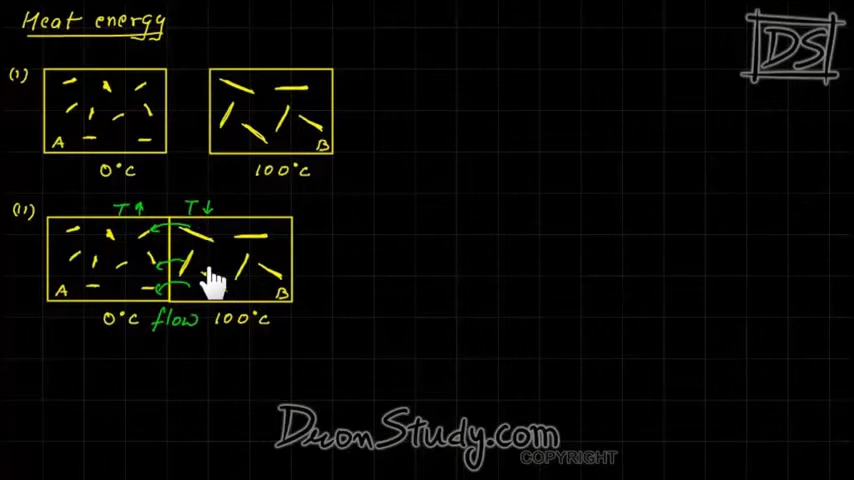 Heat energy
DS
(I)
A
B
0°C
100°C
T↑ T↓
(II)
A
B
0°C flow 100°C
DronStudy.com
COPYRIGHT